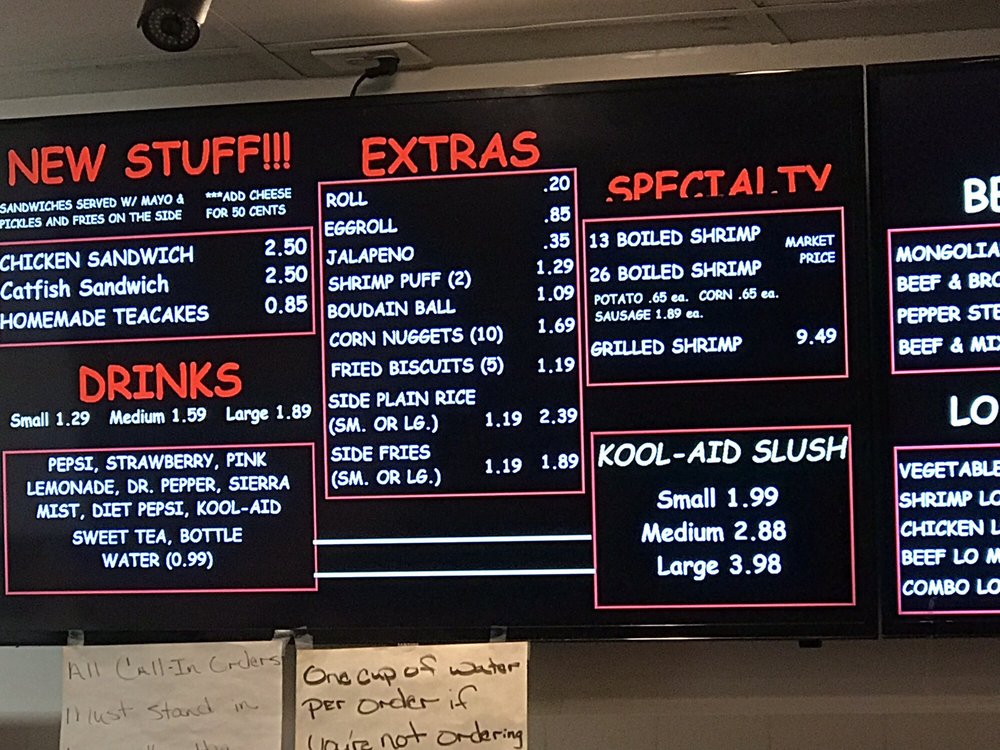 NEW STUFF!!!
SANDWICHES SERVED W/ MAYO &
PICKLES AND FRIES ON THE SIDE
***ADD CHEESE
FOR 50 CENTS
CHICKEN SANDWICH 2.50
Catfish Sandwich 2.50
HOMEMADE TEACAKES 0.85
DRINKS
Small 1.29 Medium 1.59 Large 1.89
PEPSI, STRAWBERRY, PINK
LEMONADE, DR. PEPPER, SIERRA
MIST, DIET PEPSI, KOOL-AID
SWEET TEA, BOTTLE
WATER (0.99)
EXTRAS
ROLL .20
EGGROLL .85
JALAPENO .35
SHRIMP PUFF (2) 1.29
BOUDAIN BALL 1.09
CORN NUGGETS (10) 1.69
FRIED BISCUITS (5) 1.19
SIDE PLAIN RICE
(SM. OR LG.) 1.19 2.39
SIDE FRIES
(SM. OR LG.) 1.19 1.89
SPECIALTY
13 BOILED SHRIMP
26 BOILED SHRIMP
MARKET
PRICE
POTATO .65 ea. CORN .65 ea.
SAUSAGE 1.89 ea.
GRILLED SHRIMP 9.49
KOOL-AID SLUSH
Small 1.99
Medium 2.88
Large 3.98
BE
MONGOLIA
BEEF & BRO
PEPPER STE
BEEF & MI
LO
VEGETABLE
SHRIMP LO
CHICKEN L
BEEF LO M
COMBO LO
All Call-In Orders
Must Stand in
One cup of water
per order if
you're not ordering